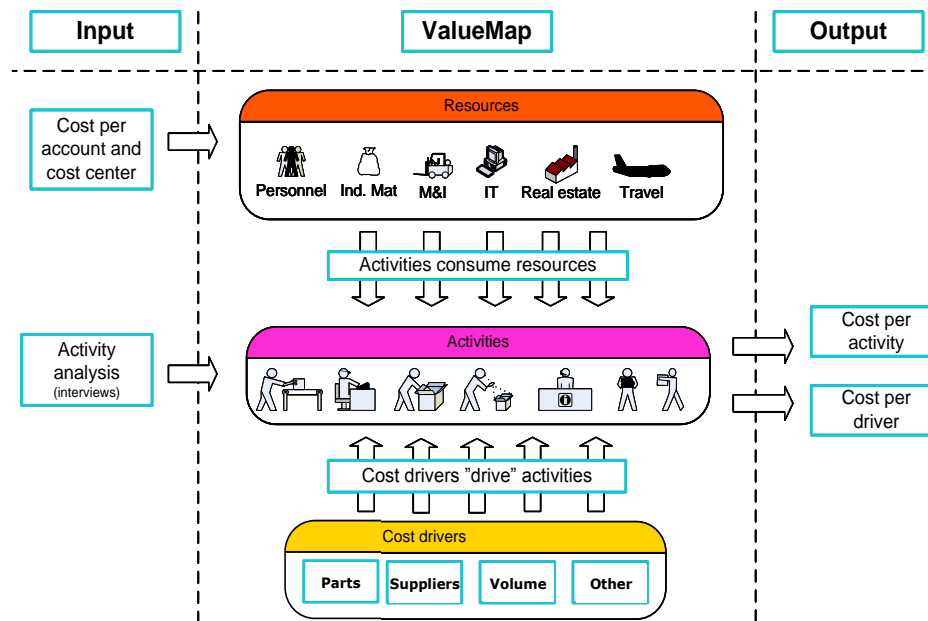 Input
ValueMap
Output
Resources
Cost per
account and
cost center
Personnel
Ind. Mat
M&I
IT
Real estate
Travel
Activities consume resources
Activities
Activity
analysis
(interviews)
Cost per
activity
Cost per
driver
Cost drivers ”drive” activities
Cost drivers
Parts
Suppliers
Volume
Other